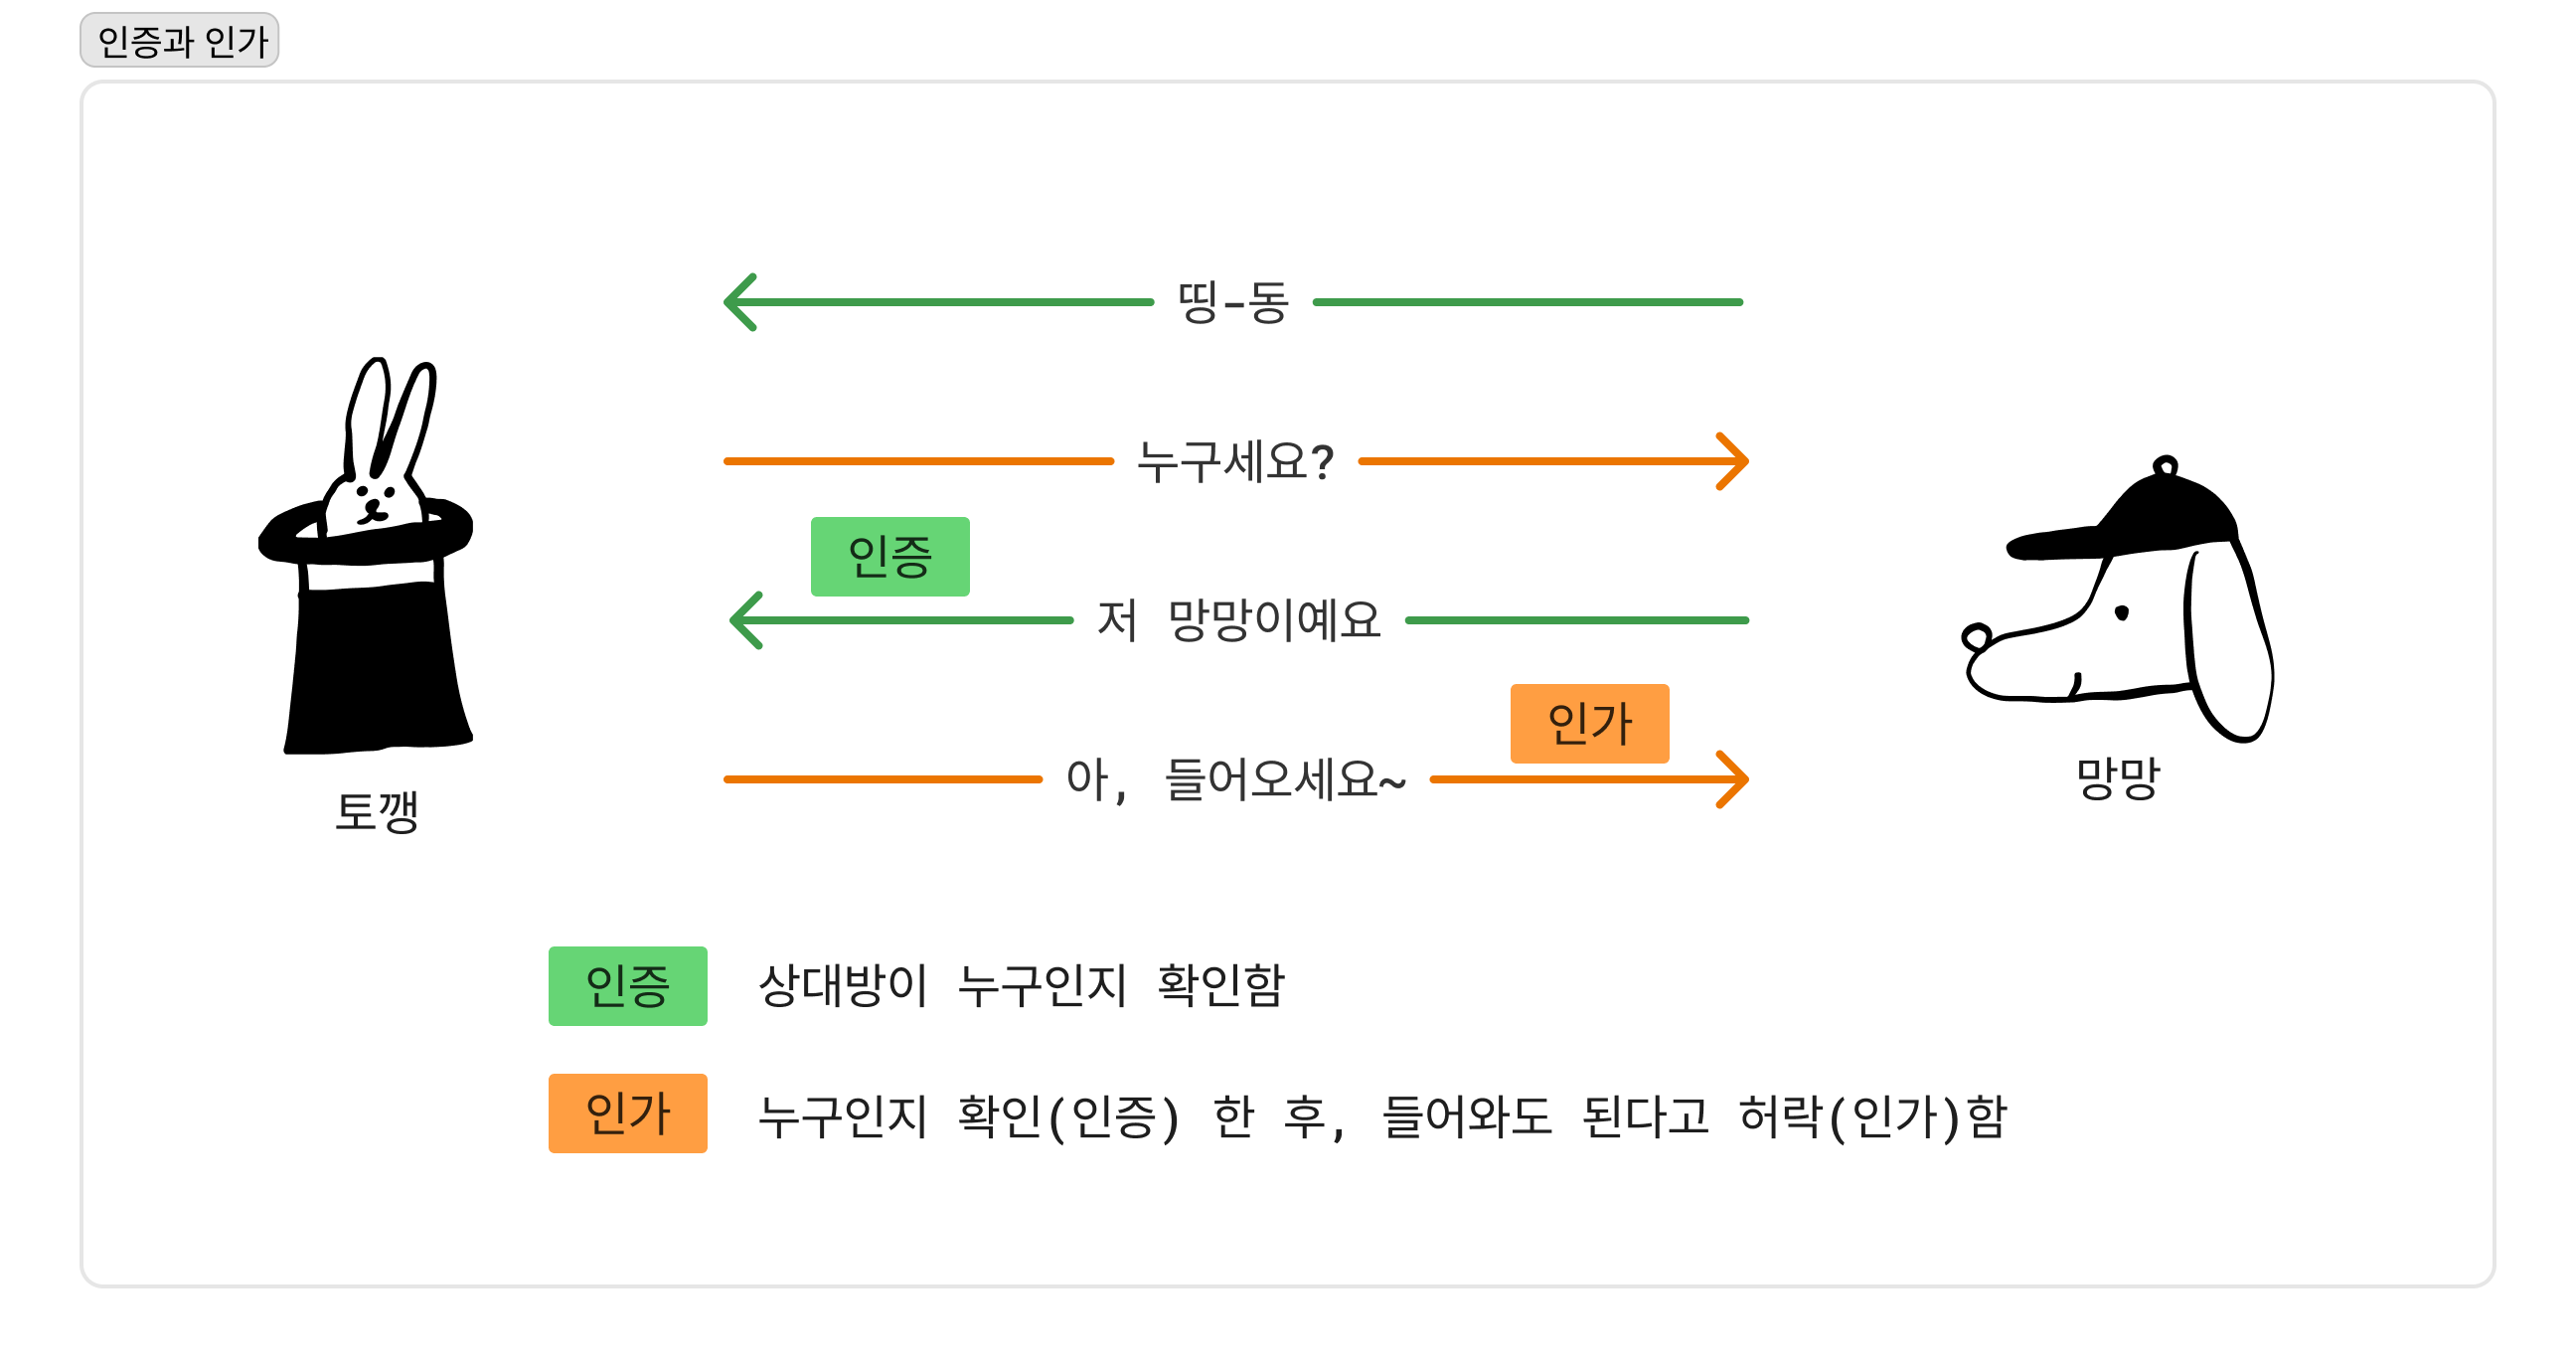 인증과 인가
띵-동
누구세요?
인증
저 망망이예요
인가
아, 들어오세요~
토깽
망망
인증 상대방이 누구인지 확인함
인가 누구인지 확인(인증) 한 후, 들어와도 된다고 허락(인가)함